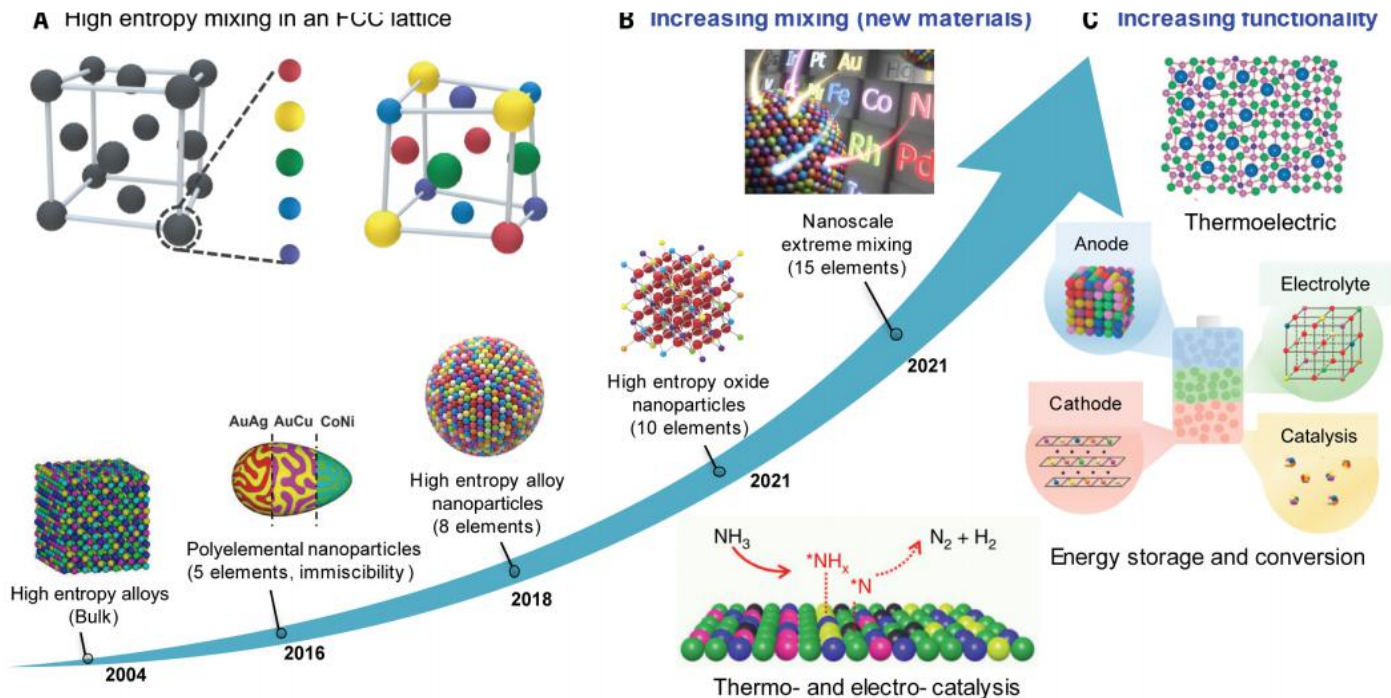 A High entropy mixing in an FCC lattice
B Increasing mixing (new materials)
C Increasing functionality
Ir Pt Au
Fe Co Ni
Rh Pd
Nanoscale
extreme mixing
(15 elements)
2021
High entropy oxide
nanoparticles
(10 elements)
2021
High entropy alloy
nanoparticles
(8 elements)
2018
AuAg AuCu CoNi
Polyelemental nanoparticles
(5 elements, immiscibility)
2016
High entropy alloys
(Bulk)
2004
NH3
*NHx
*N
N2 + H2
Thermo- and electro- catalysis
Thermoelectric
Anode
Electrolyte
Cathode
Catalysis
Energy storage and conversion